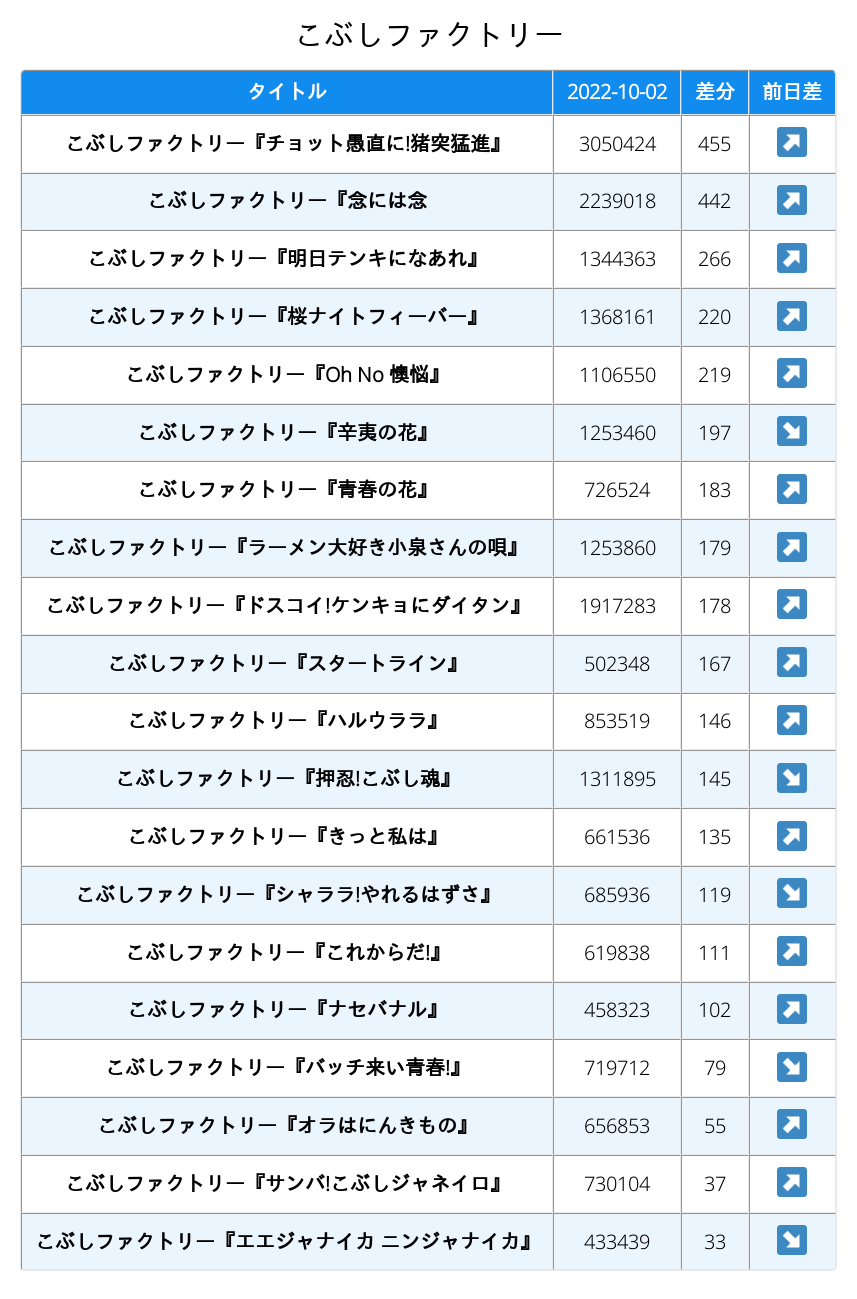 こぶしファクトリー
タイトル 2022-10-02 差分 前日差
こぶしファクトリー『チョット愚直に!猪突猛進』 3050424 455
こぶしファクトリー『念には念 2239018 442
こぶしファクトリー『明日テンキになあれ』 1344363 266
こぶしファクトリー『桜ナイトフィーバー』 1368161 220
こぶしファクトリー『Oh No 懊悩』 1106550 219
こぶしファクトリー『辛夷の花』 1253460 197
こぶしファクトリー『青春の花』 726524 183
こぶしファクトリー『ラーメン大好き小泉さんの唄』 1253860 179
こぶしファクトリー『ドスコイ!ケンキョにダイタン』 1917283 178
こぶしファクトリー『スタートライン』 502348 167
こぶしファクトリー『ハルウララ』 853519 146
こぶしファクトリー『押忍!こぶし魂』 1311895 145
こぶしファクトリー『きっと私は』 661536 135
こぶしファクトリー『シャララ!やれるはずさ』 685936 119
こぶしファクトリー『これからだ!』 619838 111
こぶしファクトリー『ナセバナル』 458323 102
こぶしファクトリー『バッチ来い青春!』 719712 79
こぶしファクトリー『オラはにんきもの』 656853 55
こぶしファクトリー『サンバ!こぶしジャネイロ』 730104 37
こぶしファクトリー『エエジャナイカ ニンジャナイカ』 433439 33